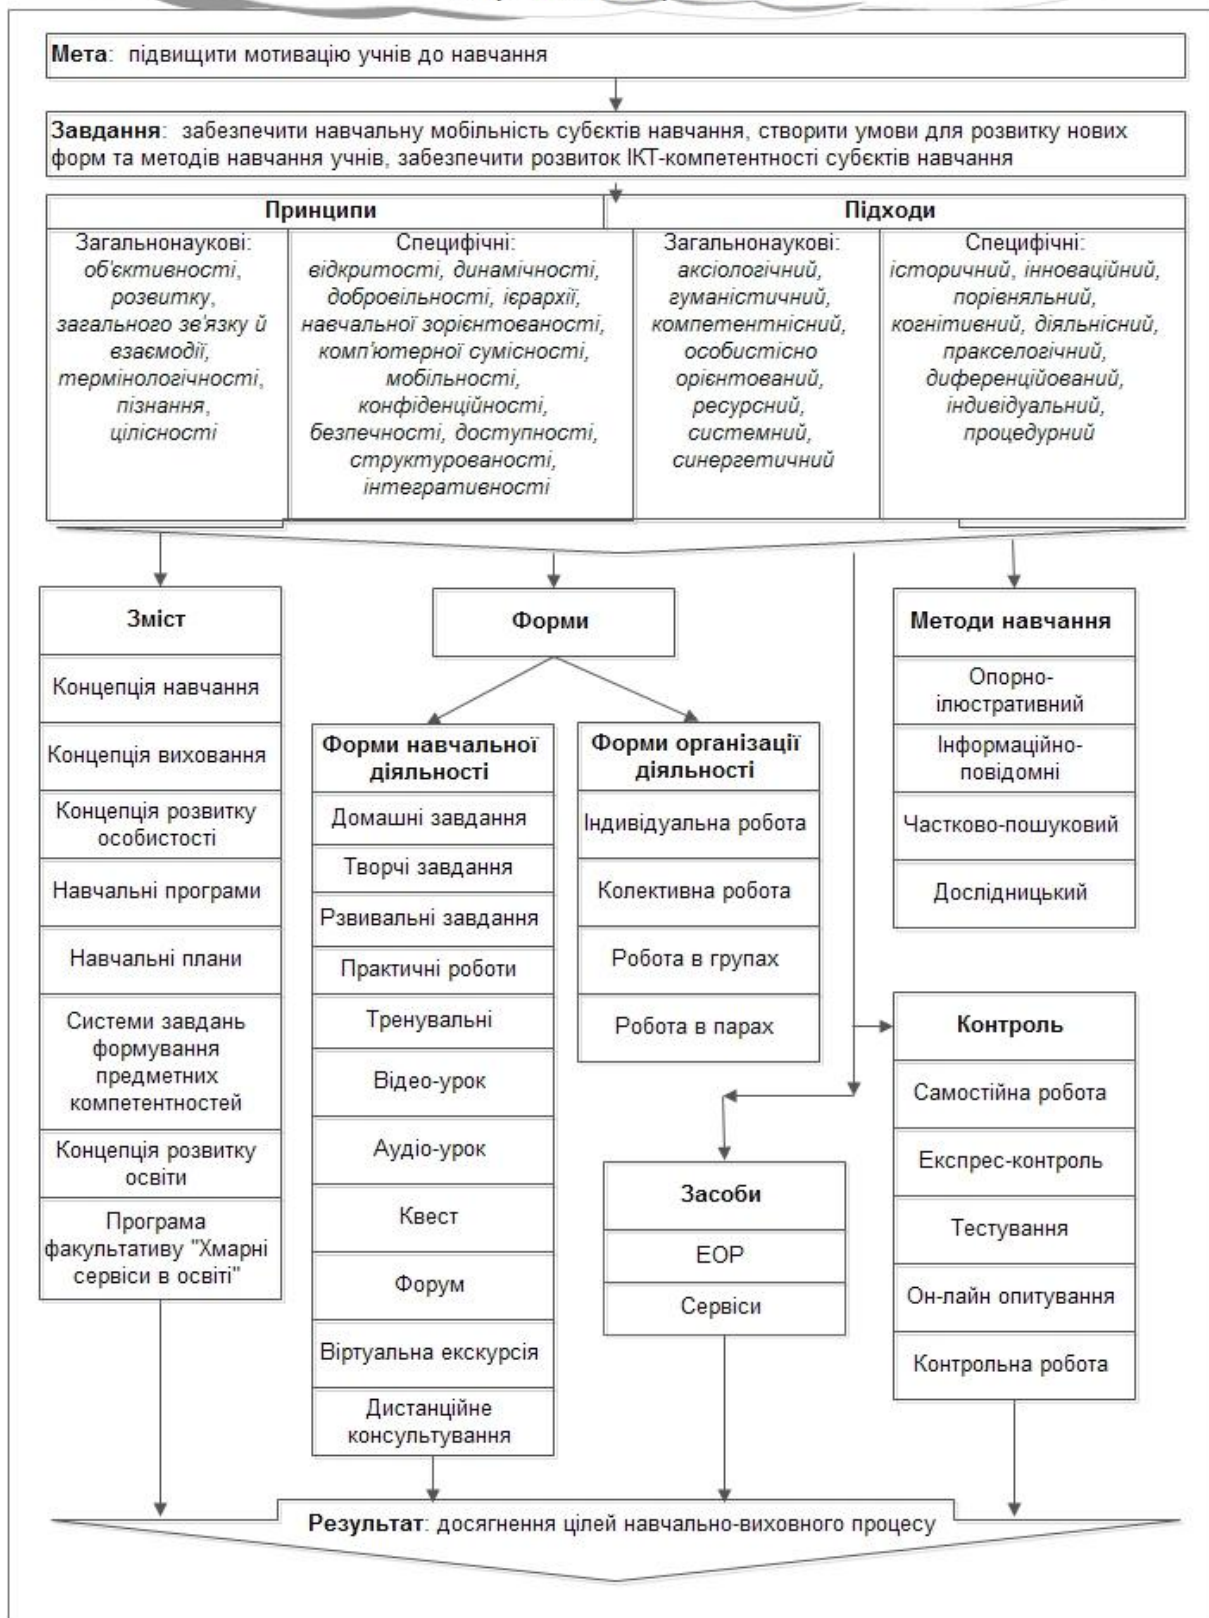 Мета: підвищити мотивацію учнів до навчання
Завдання: забезпечити навчальну мобільність субєктів навчання, створити умови для розвитку нових
форм та методів навчання учнів, забезпечити розвиток ІКТ-компетентності субєктів навчання
Принципи
Підходи
Загальнонаукові:
об'єктивності,
розвитку,
загального зв'язку й
взаємодії,
термінологічності,
пізнання,
цілісності
Специфічні:
відкритості, динамічності,
добровільності, ієрархії,
навчальної зорієнтованості,
комп'ютерної сумісності,
мобільності,
конфіденційності,
безпечності, доступності,
структурованості,
інтегративності
Загальнонаукові:
аксіологічний,
гуманістичний,
компетентнісний,
особистісно
орієнтований,
ресурсний,
системний,
синергетичний
Специфічні:
історичний, інноваційний,
порівняльний,
когнітивний, діяльнісний,
пракселогічний,
диференційований,
індивідуальний,
процедурний
Зміст
Концепція навчання
Концепція виховання
Концепція розвитку
особистості
Навчальні програми
Навчальні плани
Системи завдань
формування
предметних
компетентностей
Концепція розвитку
освіти
Програма
факультативу "Хмарні
сервіси в освіті"
Форми
Форми навчальної
діяльності
Домашні завдання
Творчі завдання
Рзвивальні завдання
Практичні роботи
Тренувальні
Відео-урок
Аудіо-урок
Квест
Форум
Віртуальна екскурсія
Дистанційне
консультування
Форми організації
діяльності
Індивідуальна робота
Колективна робота
Робота в групах
Робота в парах
Методи навчання
Опорно-
ілюстративний
Інформаційно-
повідомні
Частково-пошуковий
Дослідницький
Контроль
Самостійна робота
Експрес-контроль
Тестування
Он-лайн опитування
Контрольна робота
Засоби
ЕОР
Сервіси
Результат: досягнення цілей навчально-виховного процесу